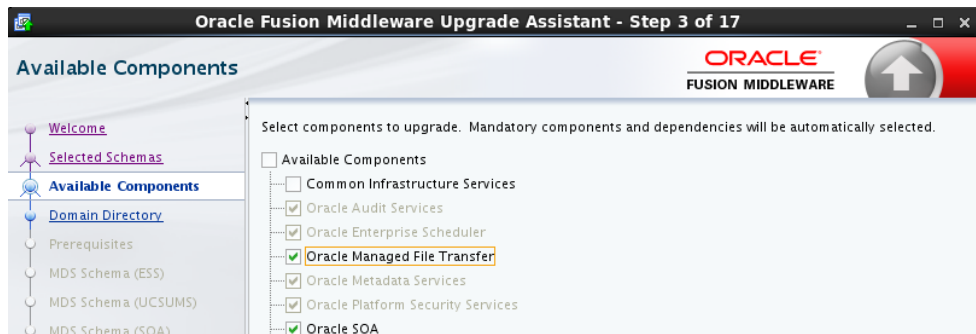 Oracle Fusion Middleware Upgrade Assistant - Step 3 of 17
Available Components
ORACLE
FUSION MIDDLEWARE
Welcome
Selected Schemas
Available Components
Domain Directory
Prerequisites
MDS Schema (ESS)
MDS Schema (UCSUMS)
MDS Schema (SOA)
Select components to upgrade. Mandatory components and dependencies will be automatically selected.
Available Components
Common Infrastructure Services
Oracle Audit Services
Oracle Enterprise Scheduler
Oracle Managed File Transfer
Oracle Metadata Services
Oracle Platform Security Services
Oracle SOA